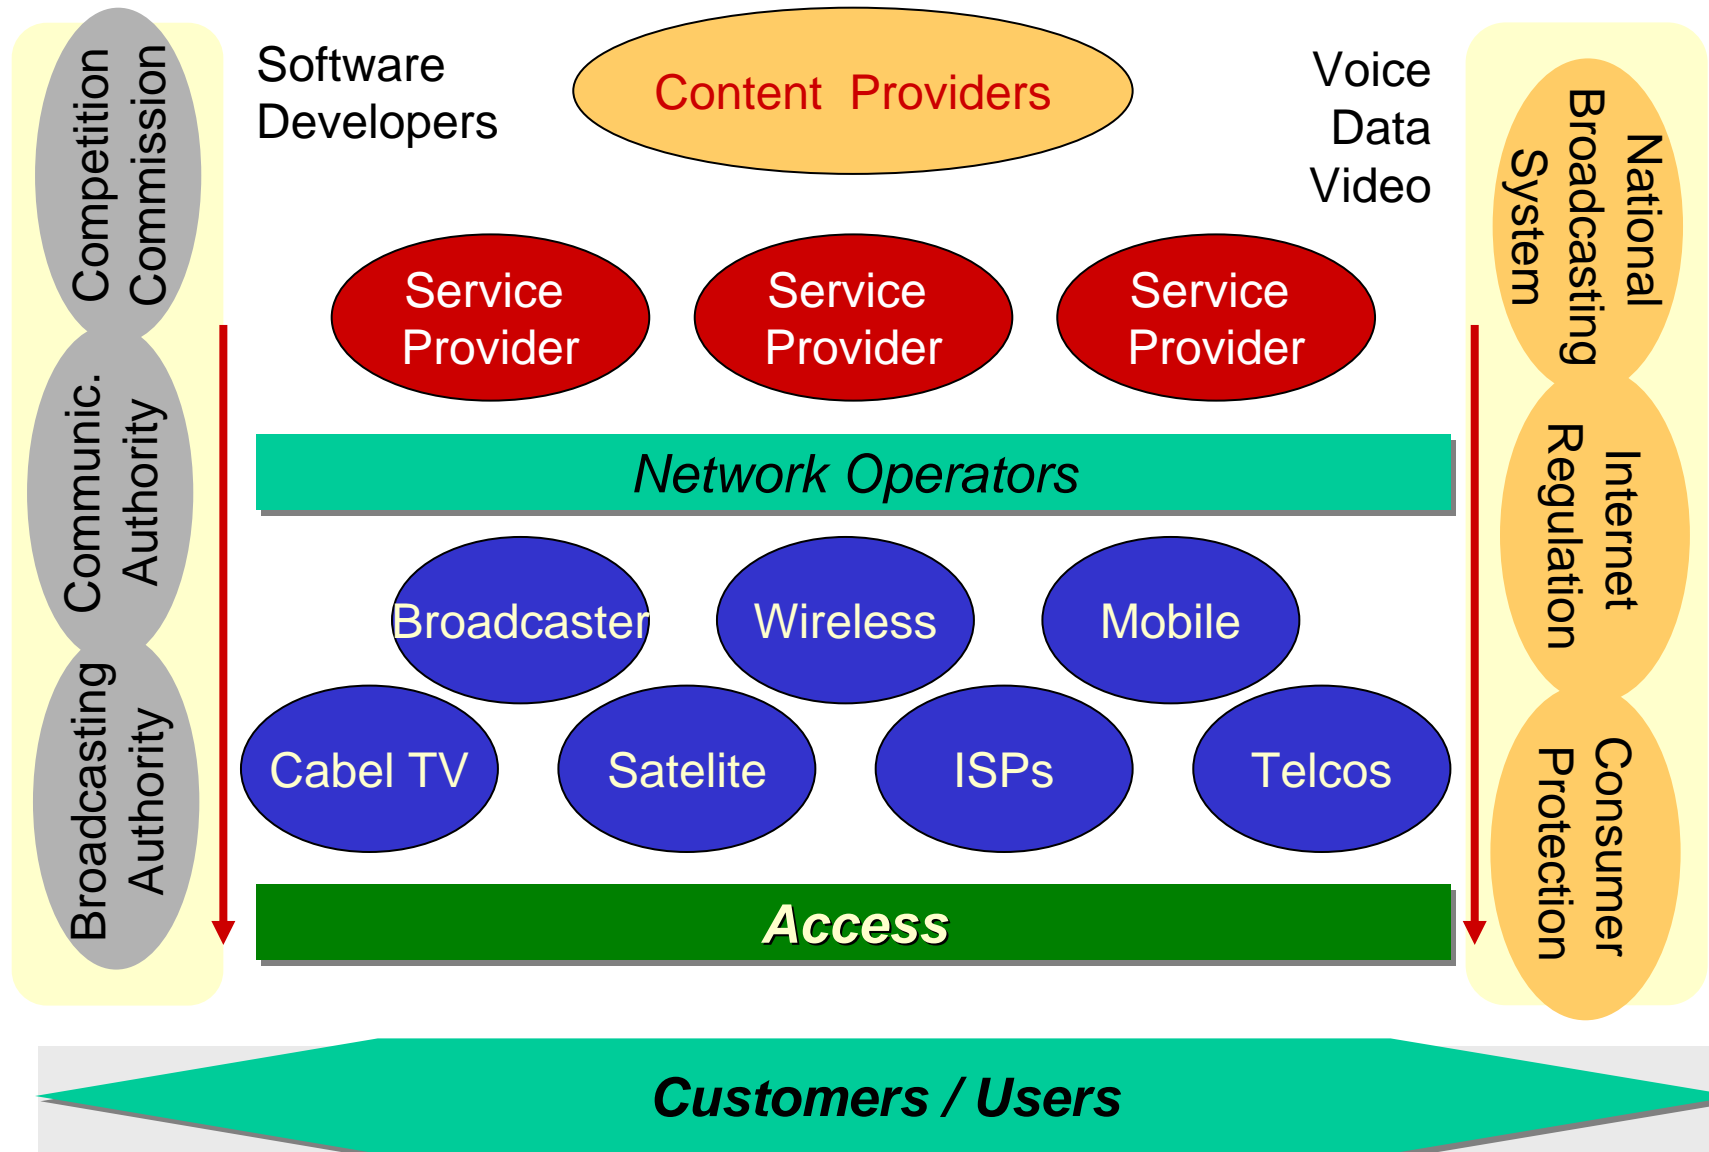 Competition
Commission
Communic.
Authority
Broadcasting
Authority
Software
Developers
Content Providers
Voice
Data
Video
Service
Provider
Service
Provider
Service
Provider
Network Operators
Broadcaster
Wireless
Mobile
Cabel TV
Satelite
ISPs
Telcos
Access
National
Broadcasting
System
Internet
Regulation
Consumer
Protection
Customers / Users